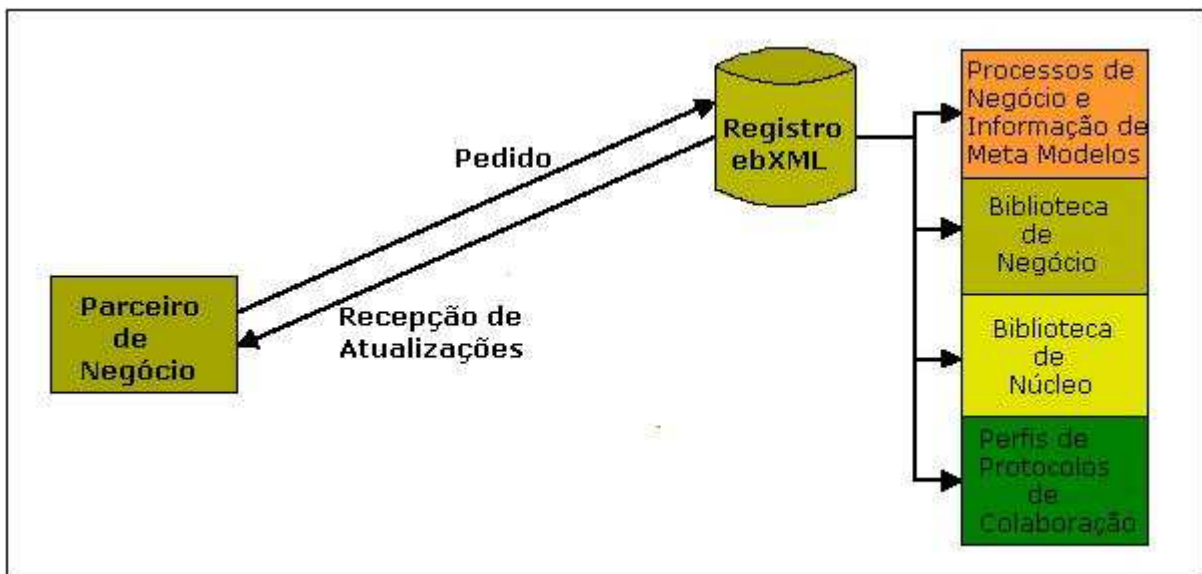 Processos de
Negócio e
Informação de
Meta Modelos
Registro
ebXML
Pedido
Biblioteca
de
Negócio
Parceiro
de
Negócio
Recepção de
Atualizações
Biblioteca
de
Núcleo
Perfis de
Protocolos
de
Colaboração